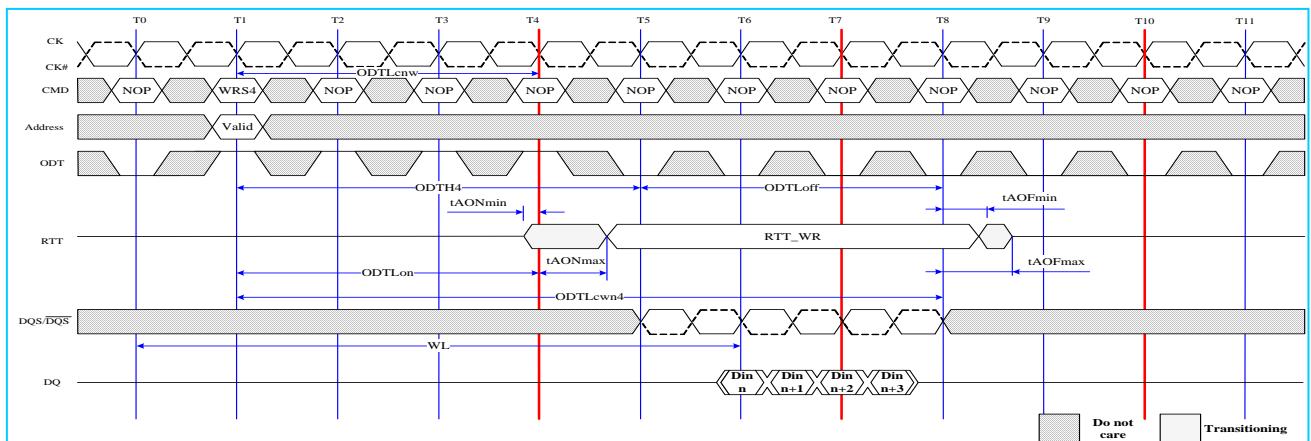 T0 T1 T2 T3 T4 T5 T6 T7 T8 T9 T10 T11
CK
CK#
ODTLcnw
CMD NOP WRS4 NOP NOP NOP NOP NOP NOP NOP NOP NOP NOP
Address Valid
ODT
ODTH4 ODTLoff
tAONmin tAOFmin
RTT RTT_WR
tAONmax tAOFmax
ODTLon
ODTLcwn4
DQS/DQS
WL
DQ Din n Din n+1 Din n+2 Din n+3
Do not care Transitioning